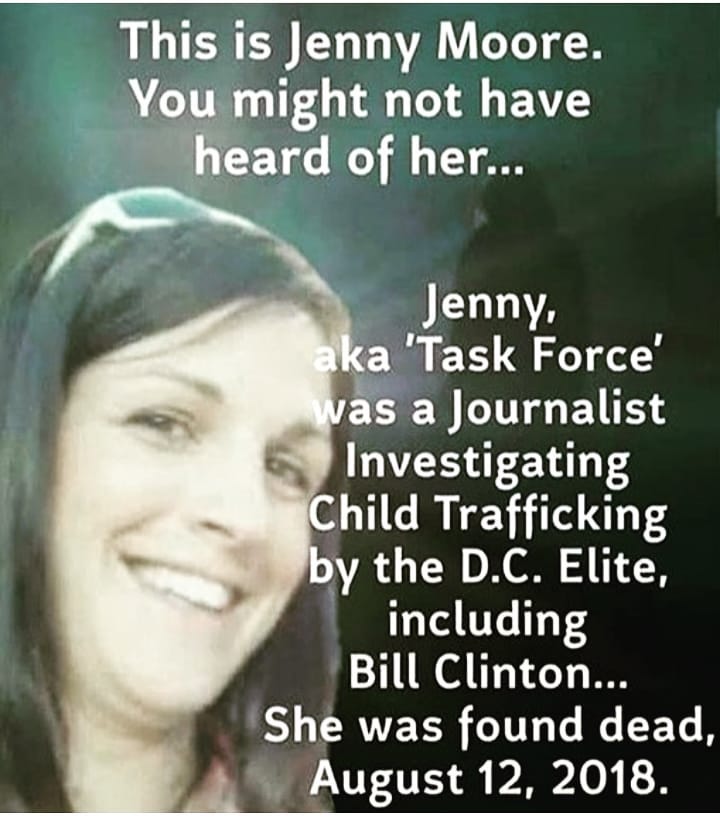 This is Jenny Moore.
You might not have
heard of her...
Jenny,
aka 'Task Force'
was a Journalist
Investigating
Child Trafficking
by the D.C. Elite,
including
Bill Clinton...
She was found dead,
August 12, 2018.